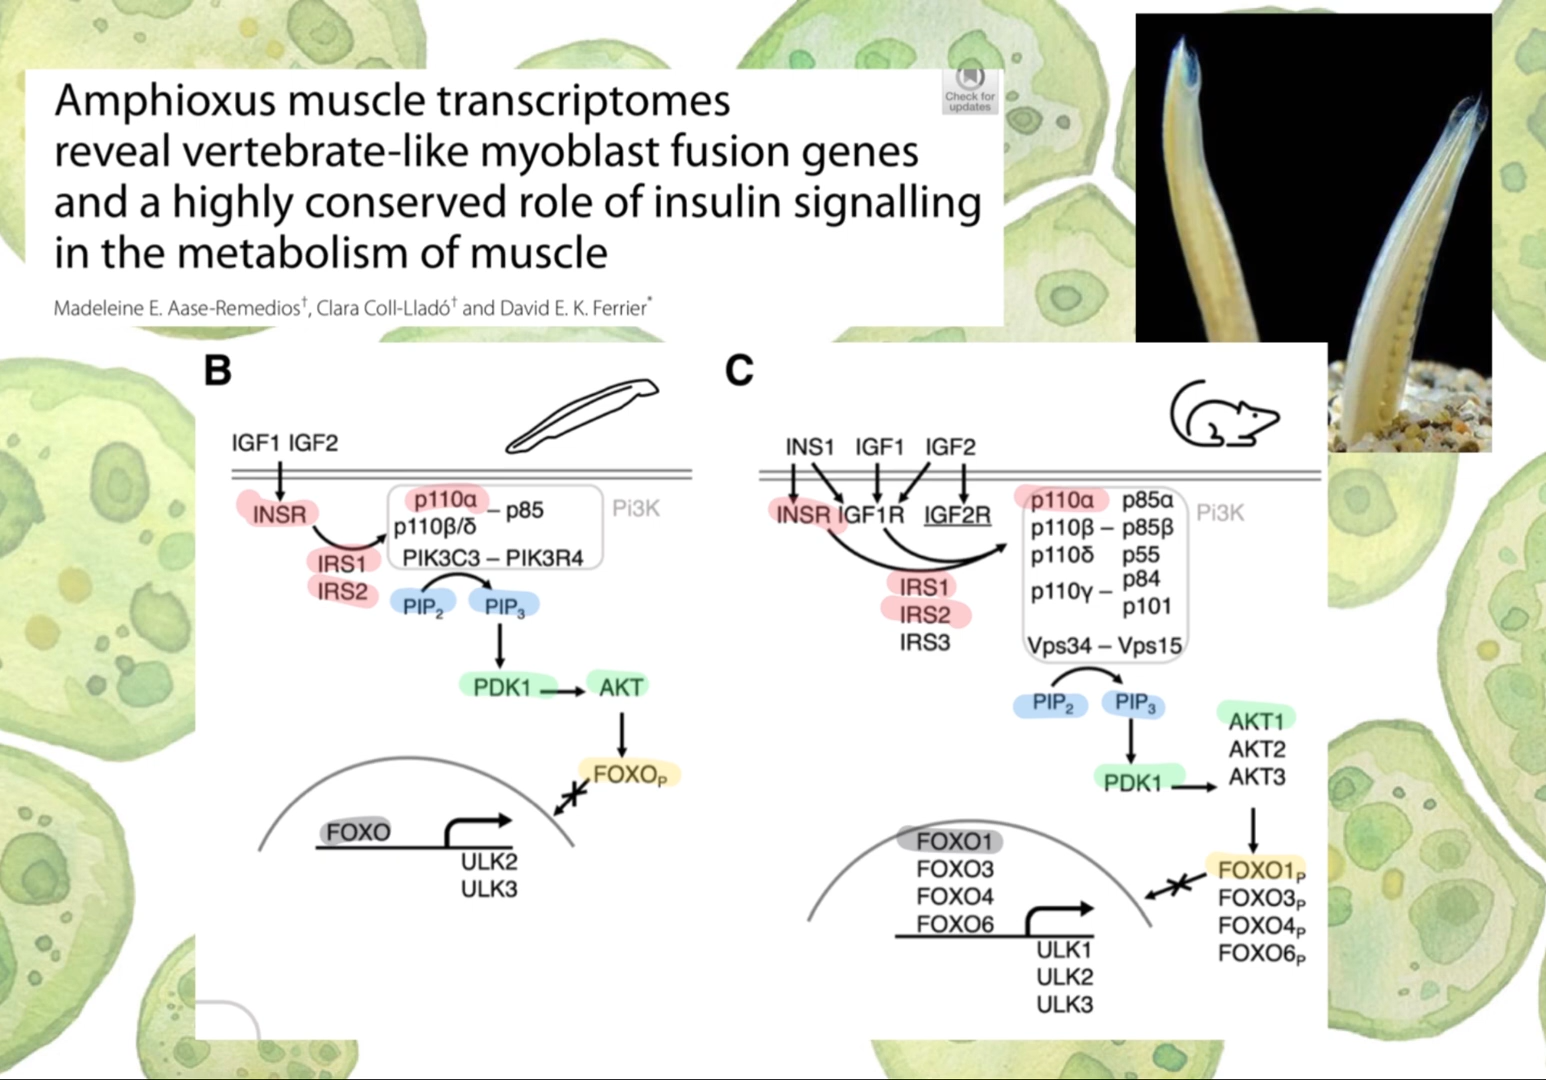 Amphioxus muscle transcriptomes
reveal vertebrate-like myoblast fusion genes
and a highly conserved role of insulin signalling
in the metabolism of muscle
Check for
updates
Madeleine E. Aase-Remedios†, Clara Coll-Lladó† and David E. K. Ferrier*
B
IGF1 IGF2
INSR
p110α
p110β/δ
– p85
PIK3C3 – PIK3R4
Pi3K
IRS1
IRS2
PIP2
PIP3
PDK1
AKT
FOXOP
FOXO
ULK2
ULK3
C
INS1 IGF1 IGF2
INSR IGF1R IGF2R
p110α p85α
p110β – p85β
p110δ p55
p110γ – p84
p101
Vps34 – Vps15
Pi3K
IRS1
IRS2
IRS3
PIP2
PIP3
PDK1
AKT1
AKT2
AKT3
FOXO1P
FOXO3P
FOXO4P
FOXO6P
FOXO1
FOXO3
FOXO4
FOXO6
ULK1
ULK2
ULK3